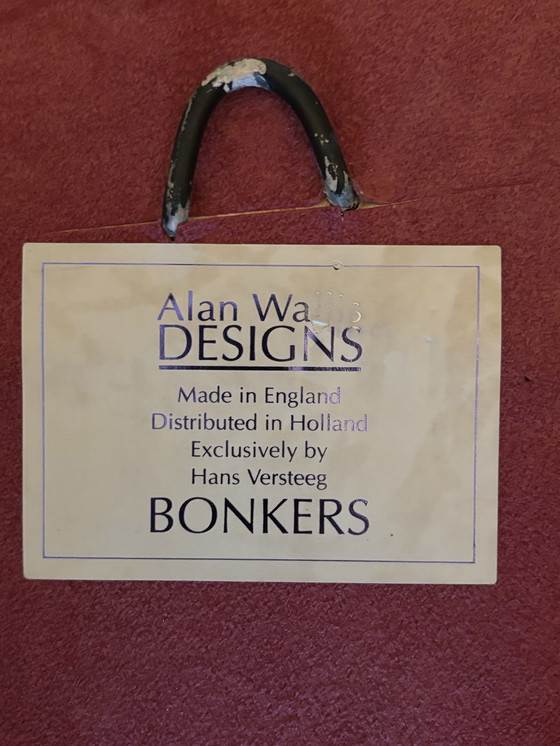 Alan Wallis
DESIGNS
Made in England
Distributed in Holland
Exclusively by
Hans Versteeg
BONKERS